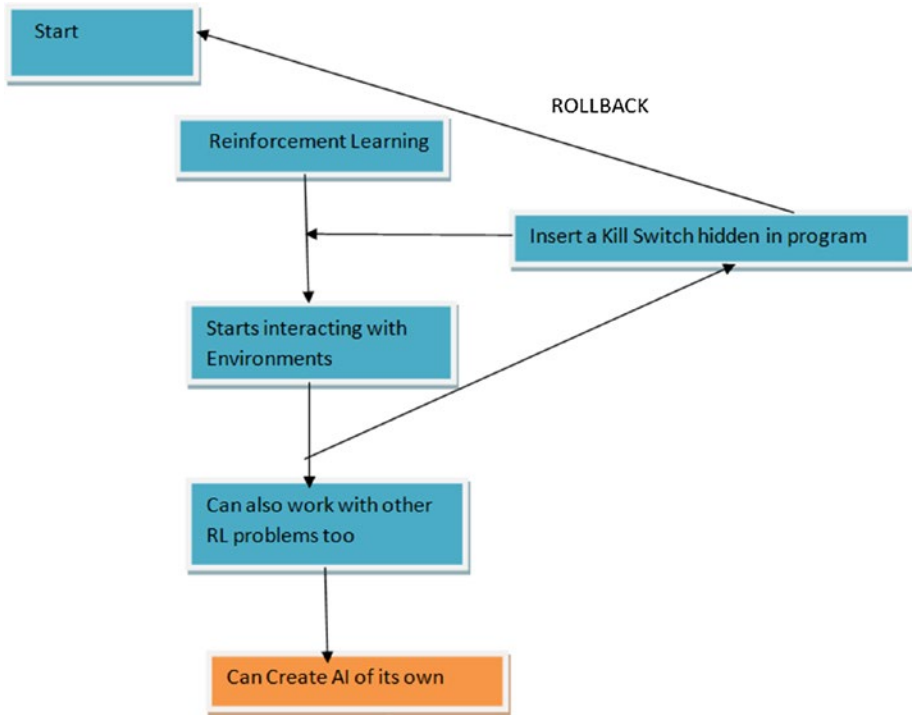 Start
ROLLBACK
Reinforcement Learning
Insert a Kill Switch hidden in program
Starts interacting with
Environments
Can also work with other
RL problems too
Can Create AI of its own